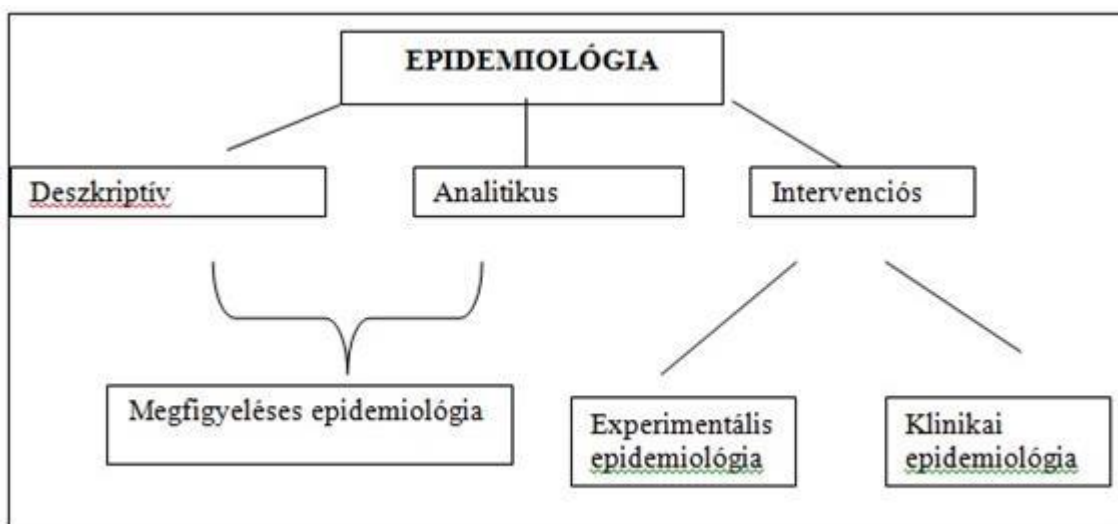 EPIDEMIOLÓGIA
Deszkriptív
Analitikus
Intervenciós
Megfigyeléses epidemiológia
Experimentális
epidemiológia
Klinikai
epidemiológia